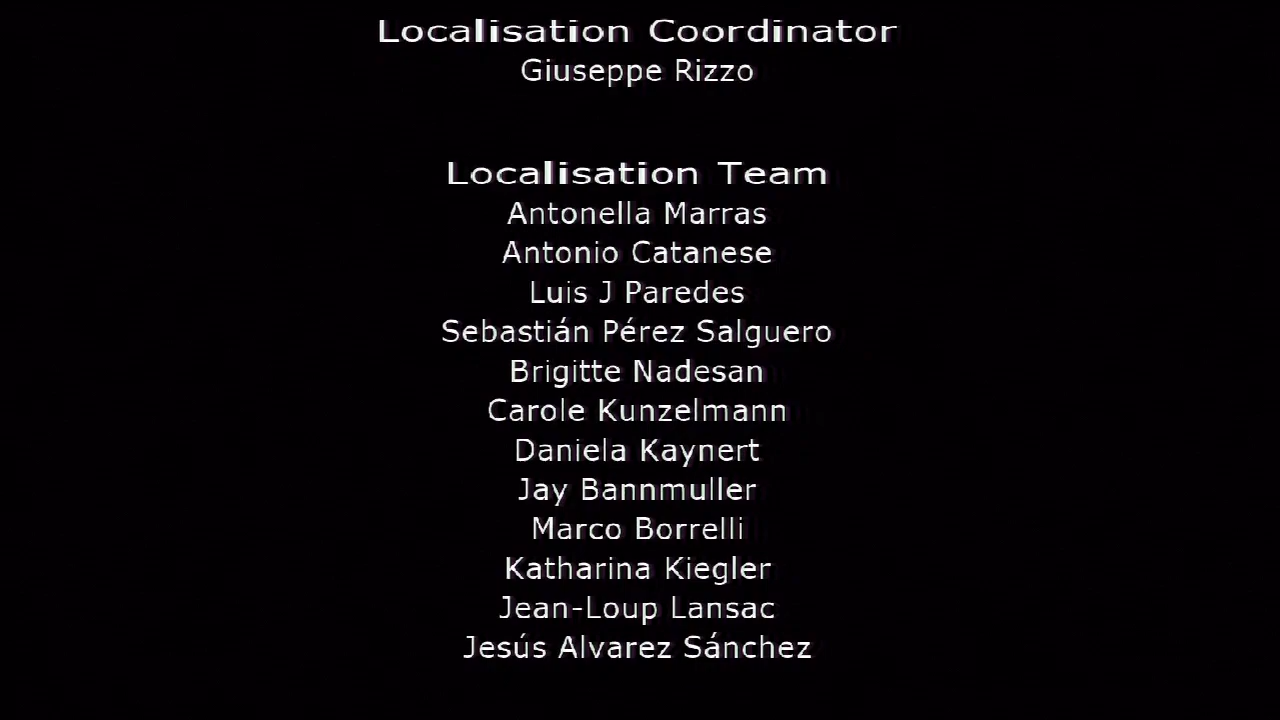 Localisation Coordinator
Giuseppe Rizzo
Localisation Team
Antonella Marras
Antonio Catanese
Luis J Paredes
Sebastián Pérez Salguero
Brigitte Nadesan
Carole Kunzelmann
Daniela Kaynert
Jay Bannmuller
Marco Borrelli
Katharina Kiegler
Jean-Loup Lansac
Jesús Alvarez Sánchez